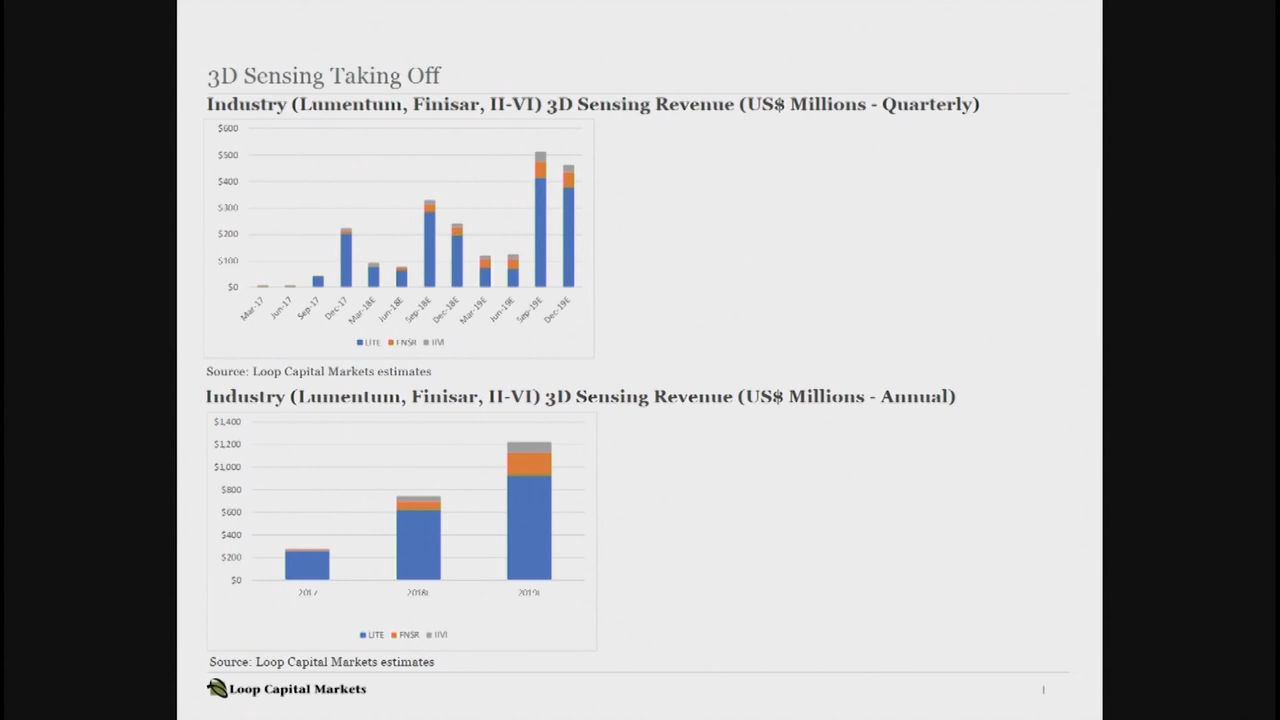 3D Sensing Taking Off
Industry (Lumentum, Finisar, II-VI) 3D Sensing Revenue (US$ Millions - Quarterly)
$600
$500
$400
$300
$200
$100
$0
Mar-17 Jun-17 Sep-17 Dec-17 Mar-18E Jun-18E Sep-18E Dec-18E Mar-19E Jun-19E Sep-19E Dec-19E
LITE FNSR IIVI
Source: Loop Capital Markets estimates
Industry (Lumentum, Finisar, II-VI) 3D Sensing Revenue (US$ Millions - Annual)
$1,400
$1,200
$1,000
$800
$600
$400
$200
$0
2017 2018E 2019E
LITE FNSR IIVI
Source: Loop Capital Markets estimates
Loop Capital Markets
1